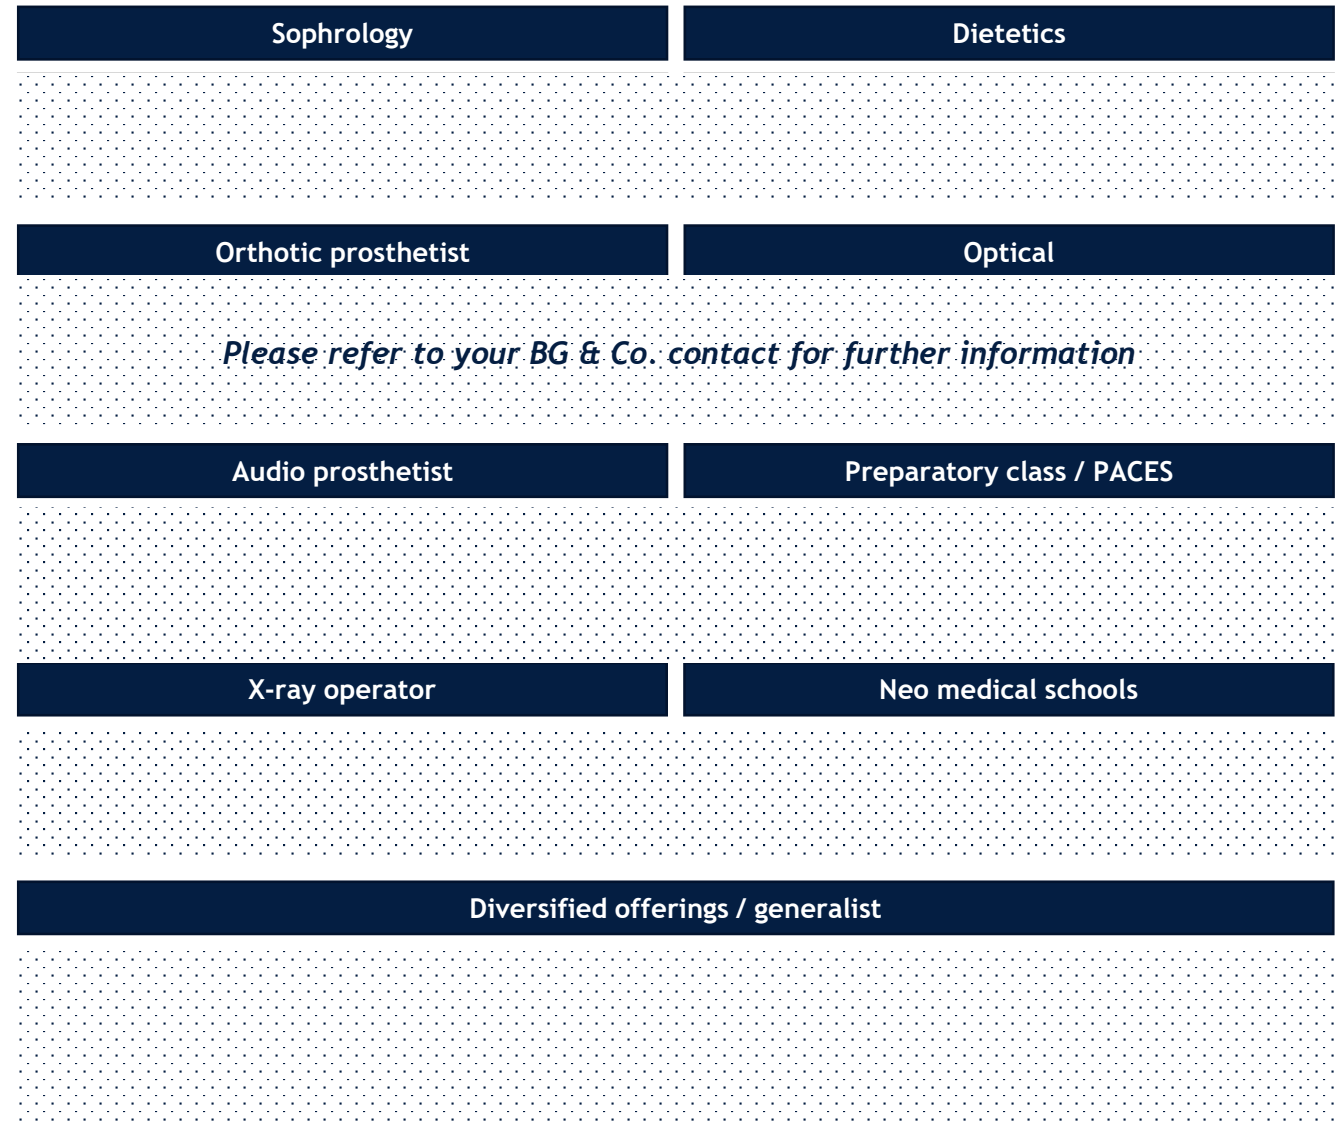 Sophrology
Dietetics
Orthotic prosthetist
Optical
Please refer to your BG & Co. contact for further information
Audio prosthetist
Preparatory class / PACES
X-ray operator
Neo medical schools
Diversified offerings / generalist